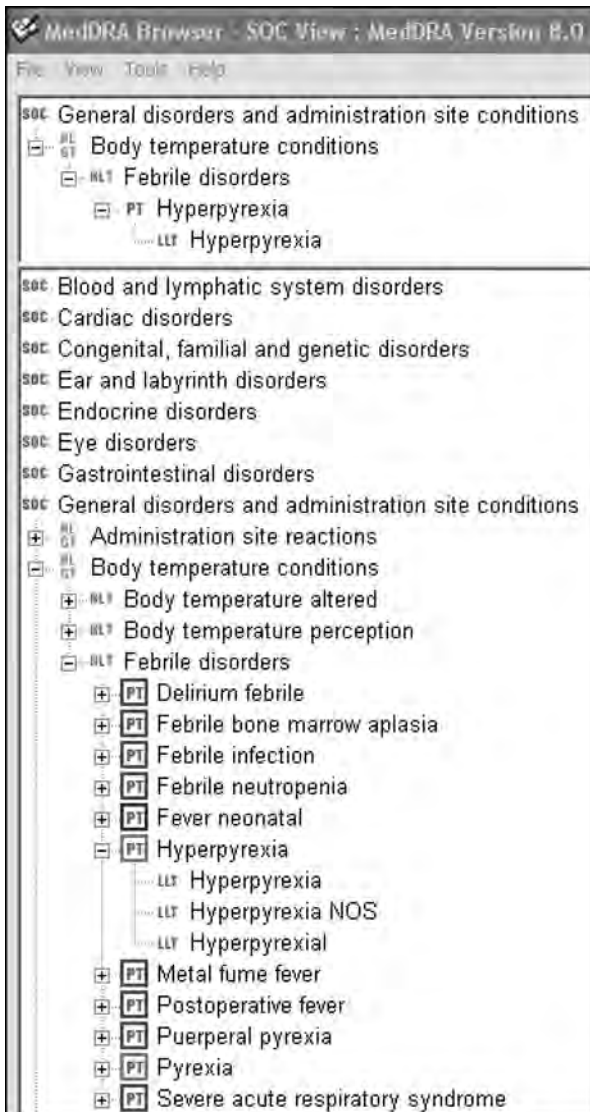 MedDRA Browser - SOC View : MedDRA Version 8.0
File View Tools Help
SOC General disorders and administration site conditions
HLGT Body temperature conditions
HLT Febrile disorders
PT Hyperpyrexia
LLT Hyperpyrexia
SOC Blood and lymphatic system disorders
SOC Cardiac disorders
SOC Congenital, familial and genetic disorders
SOC Ear and labyrinth disorders
SOC Endocrine disorders
SOC Eye disorders
SOC Gastrointestinal disorders
SOC General disorders and administration site conditions
HLGT Administration site reactions
HLGT Body temperature conditions
HLT Body temperature altered
HLT Body temperature perception
HLT Febrile disorders
PT Delirium febrile
PT Febrile bone marrow aplasia
PT Febrile infection
PT Febrile neutropenia
PT Fever neonatal
PT Hyperpyrexia
LLT Hyperpyrexia
LLT Hyperpyrexia NOS
LLT Hyperpyrexial
PT Metal fume fever
PT Postoperative fever
PT Puerperal pyrexia
PT Pyrexia
PT Severe acute respiratory syndrome